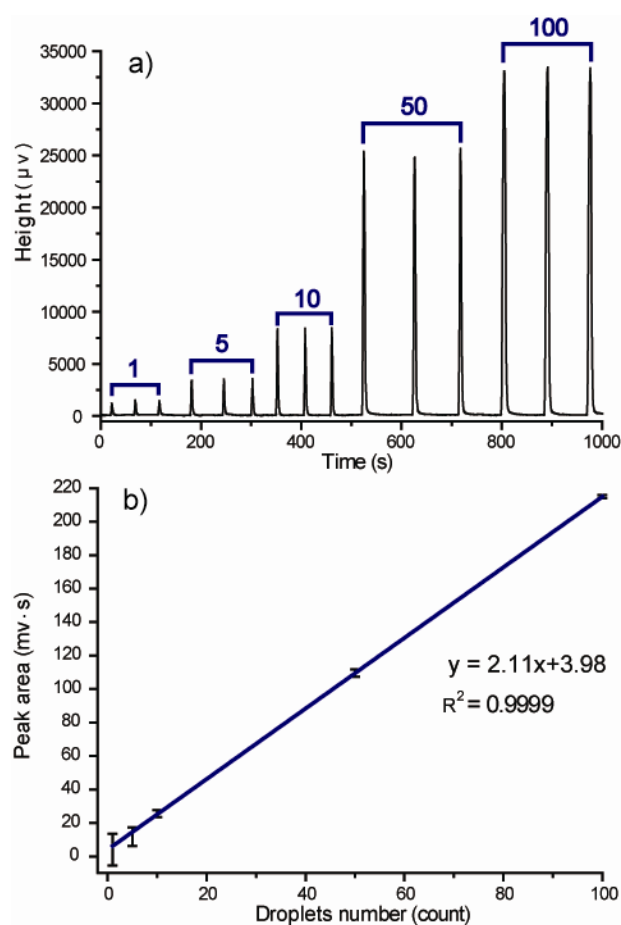 a)
Height (μv)
35000
30000
25000
20000
15000
10000
5000
0
1
5
10
50
100
0 200 400 600 800 1000
Time (s)
b)
Peak area (mv·s)
220
200
180
160
140
120
100
80
60
40
20
0
y = 2.11x+3.98
R² = 0.9999
0 20 40 60 80 100
Droplets number (count)